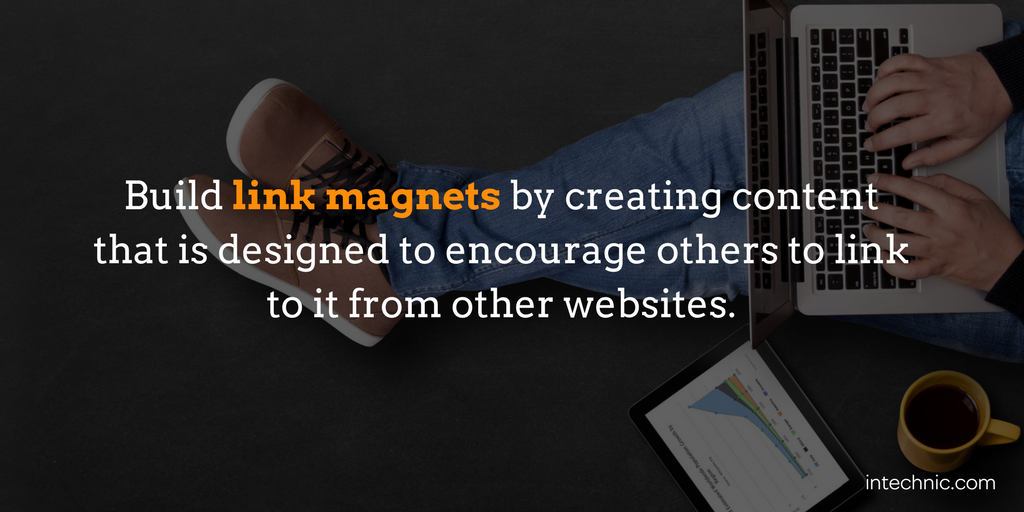 Build link magnets by creating content
that is designed to encourage others to link
to it from other websites.
intechnic.com